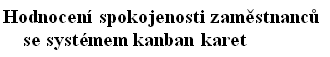 Hodnocení spokojenosti zaměstnanců
se systémem kanban karet